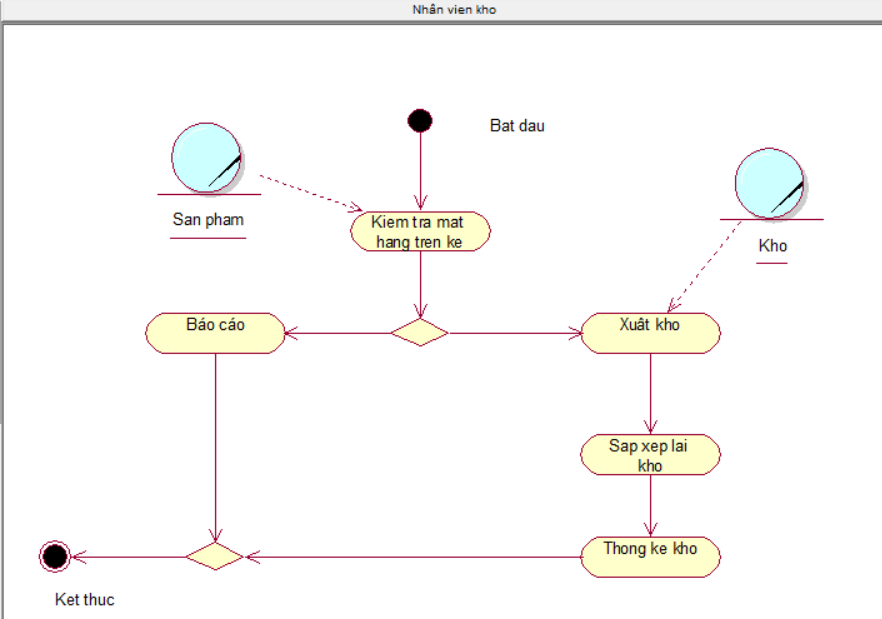 Nhân vien kho
Bat dau
San pham
Kiem tra mat
hang tren ke
Kho
Báo cáo
Xuât kho
Sap xep lai
kho
Thong ke kho
Ket thuc